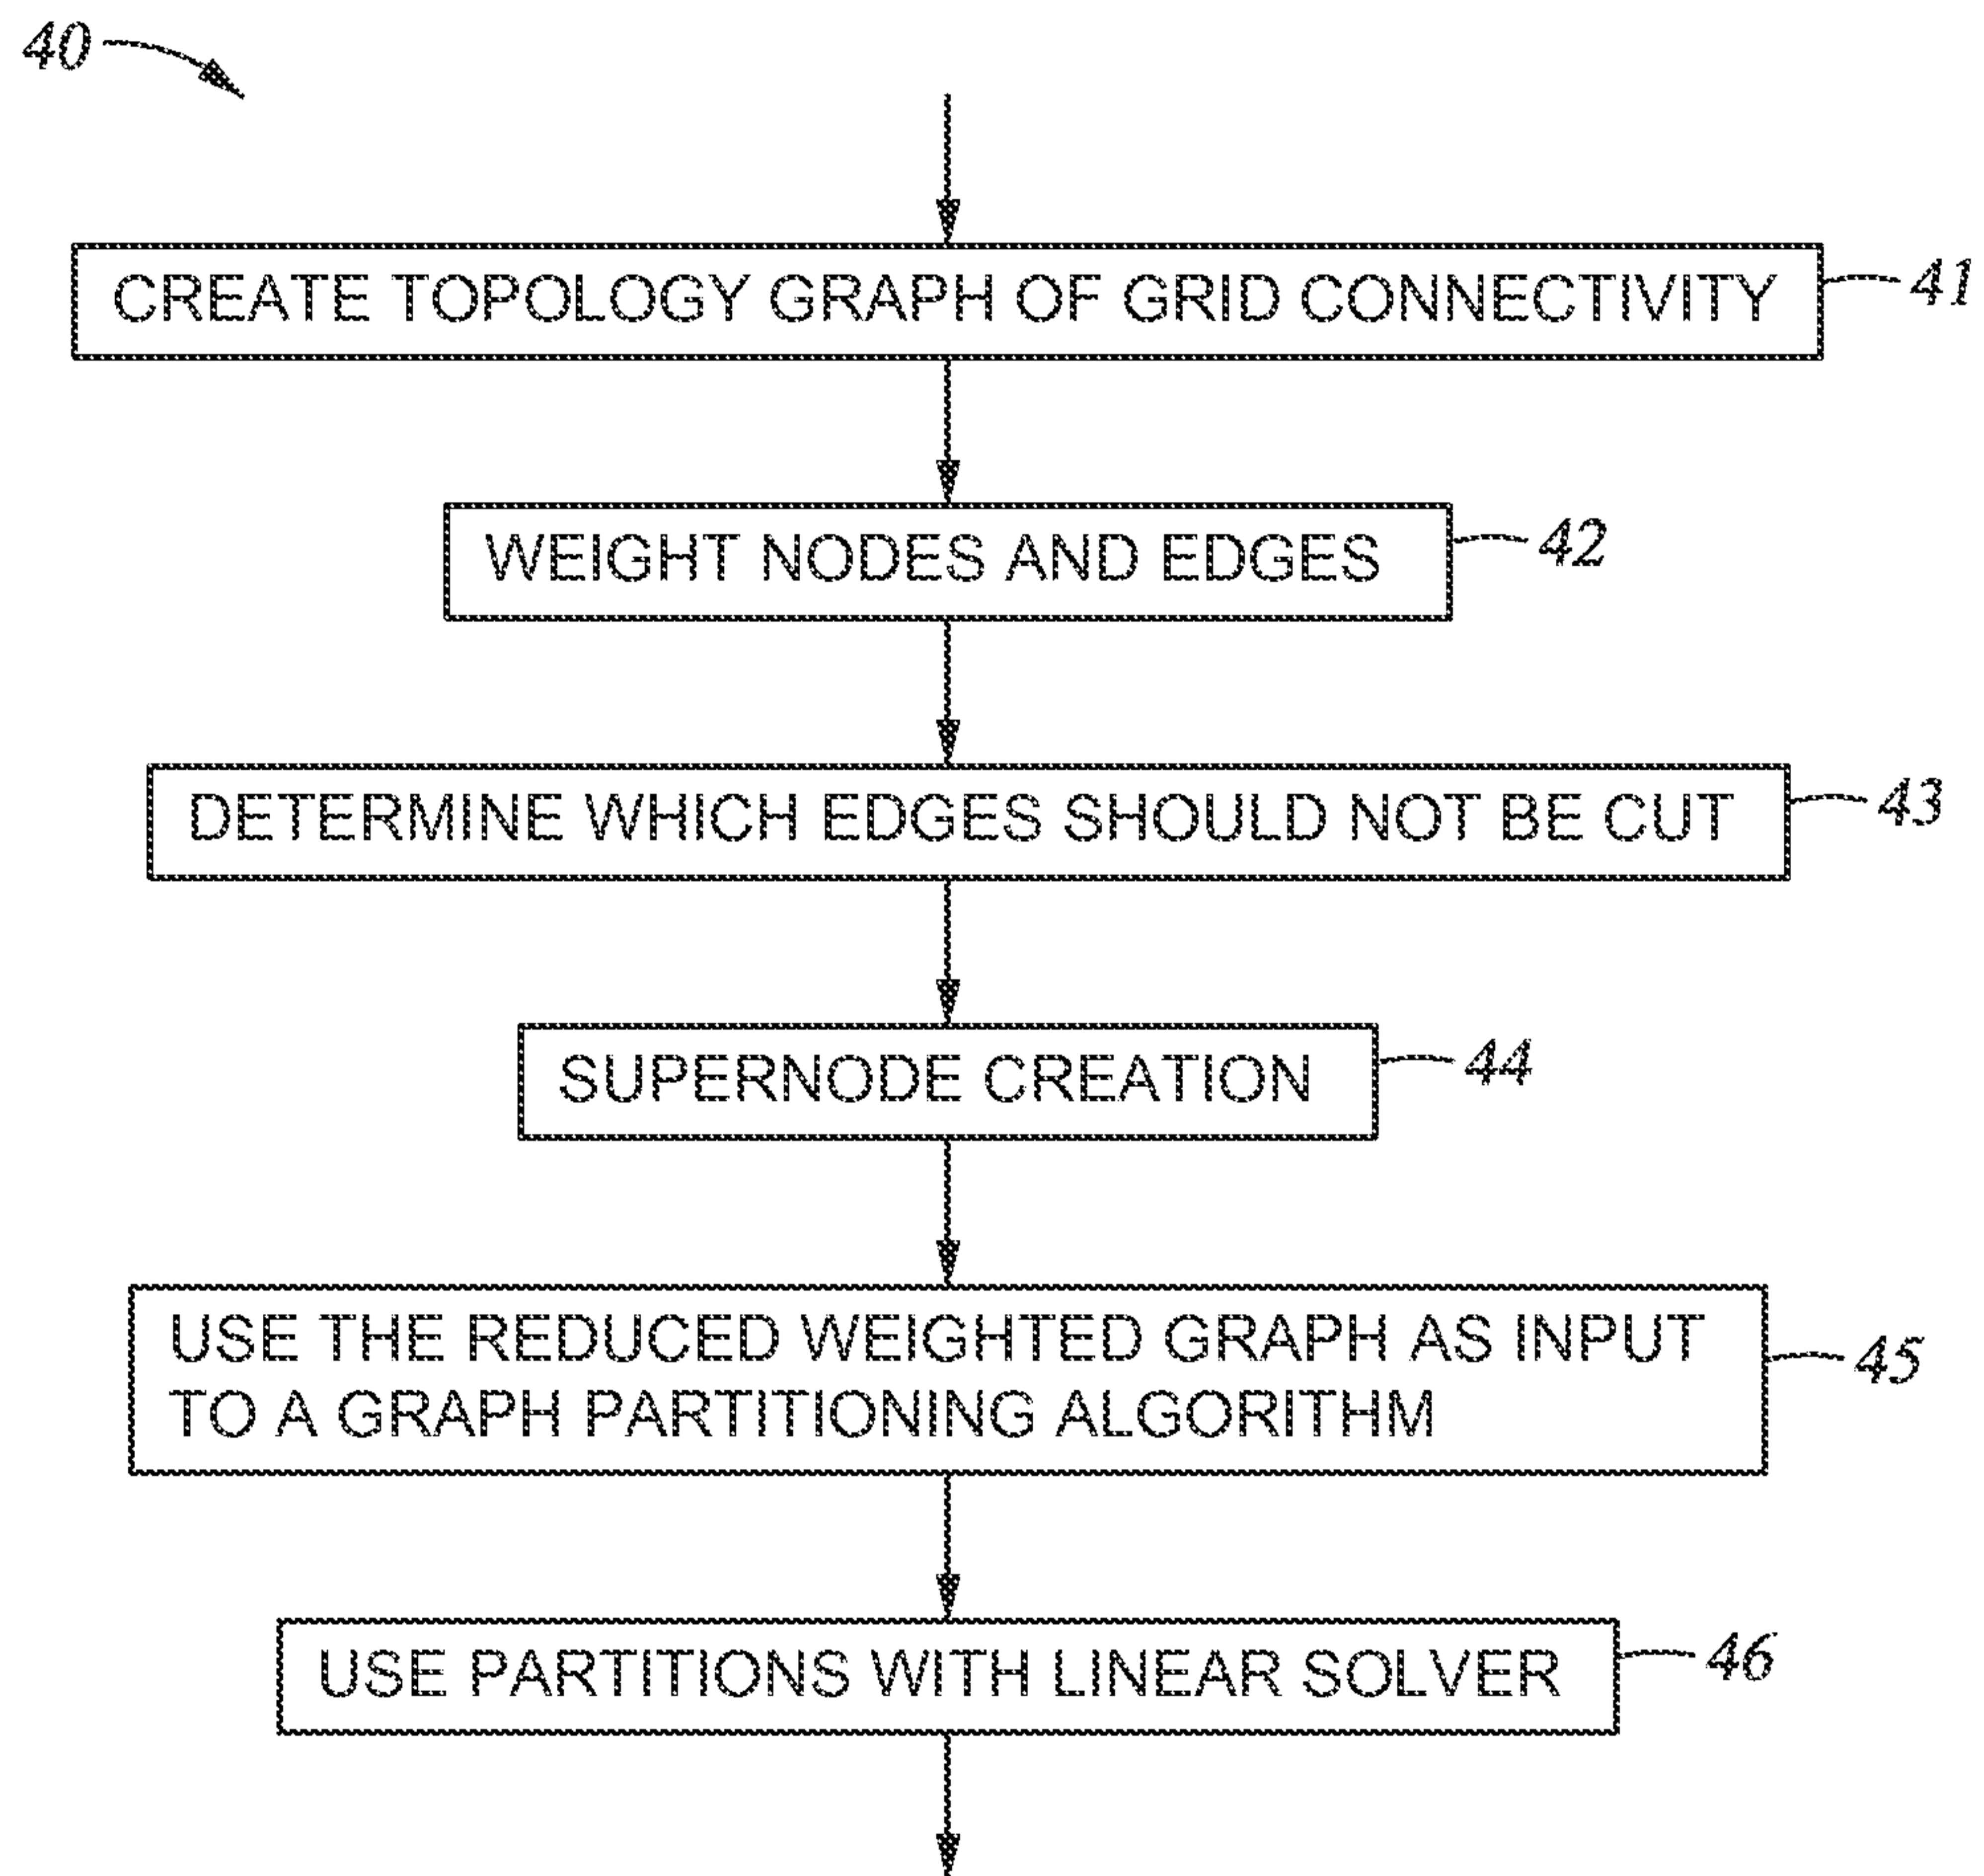 40
CREATE TOPOLOGY GRAPH OF GRID CONNECTIVITY
41
WEIGHT NODES AND EDGES
42
DETERMINE WHICH EDGES SHOULD NOT BE CUT
43
SUPERNODE CREATION
44
USE THE REDUCED WEIGHTED GRAPH AS INPUT
TO A GRAPH PARTITIONING ALGORITHM
45
USE PARTITIONS WITH LINEAR SOLVER
46